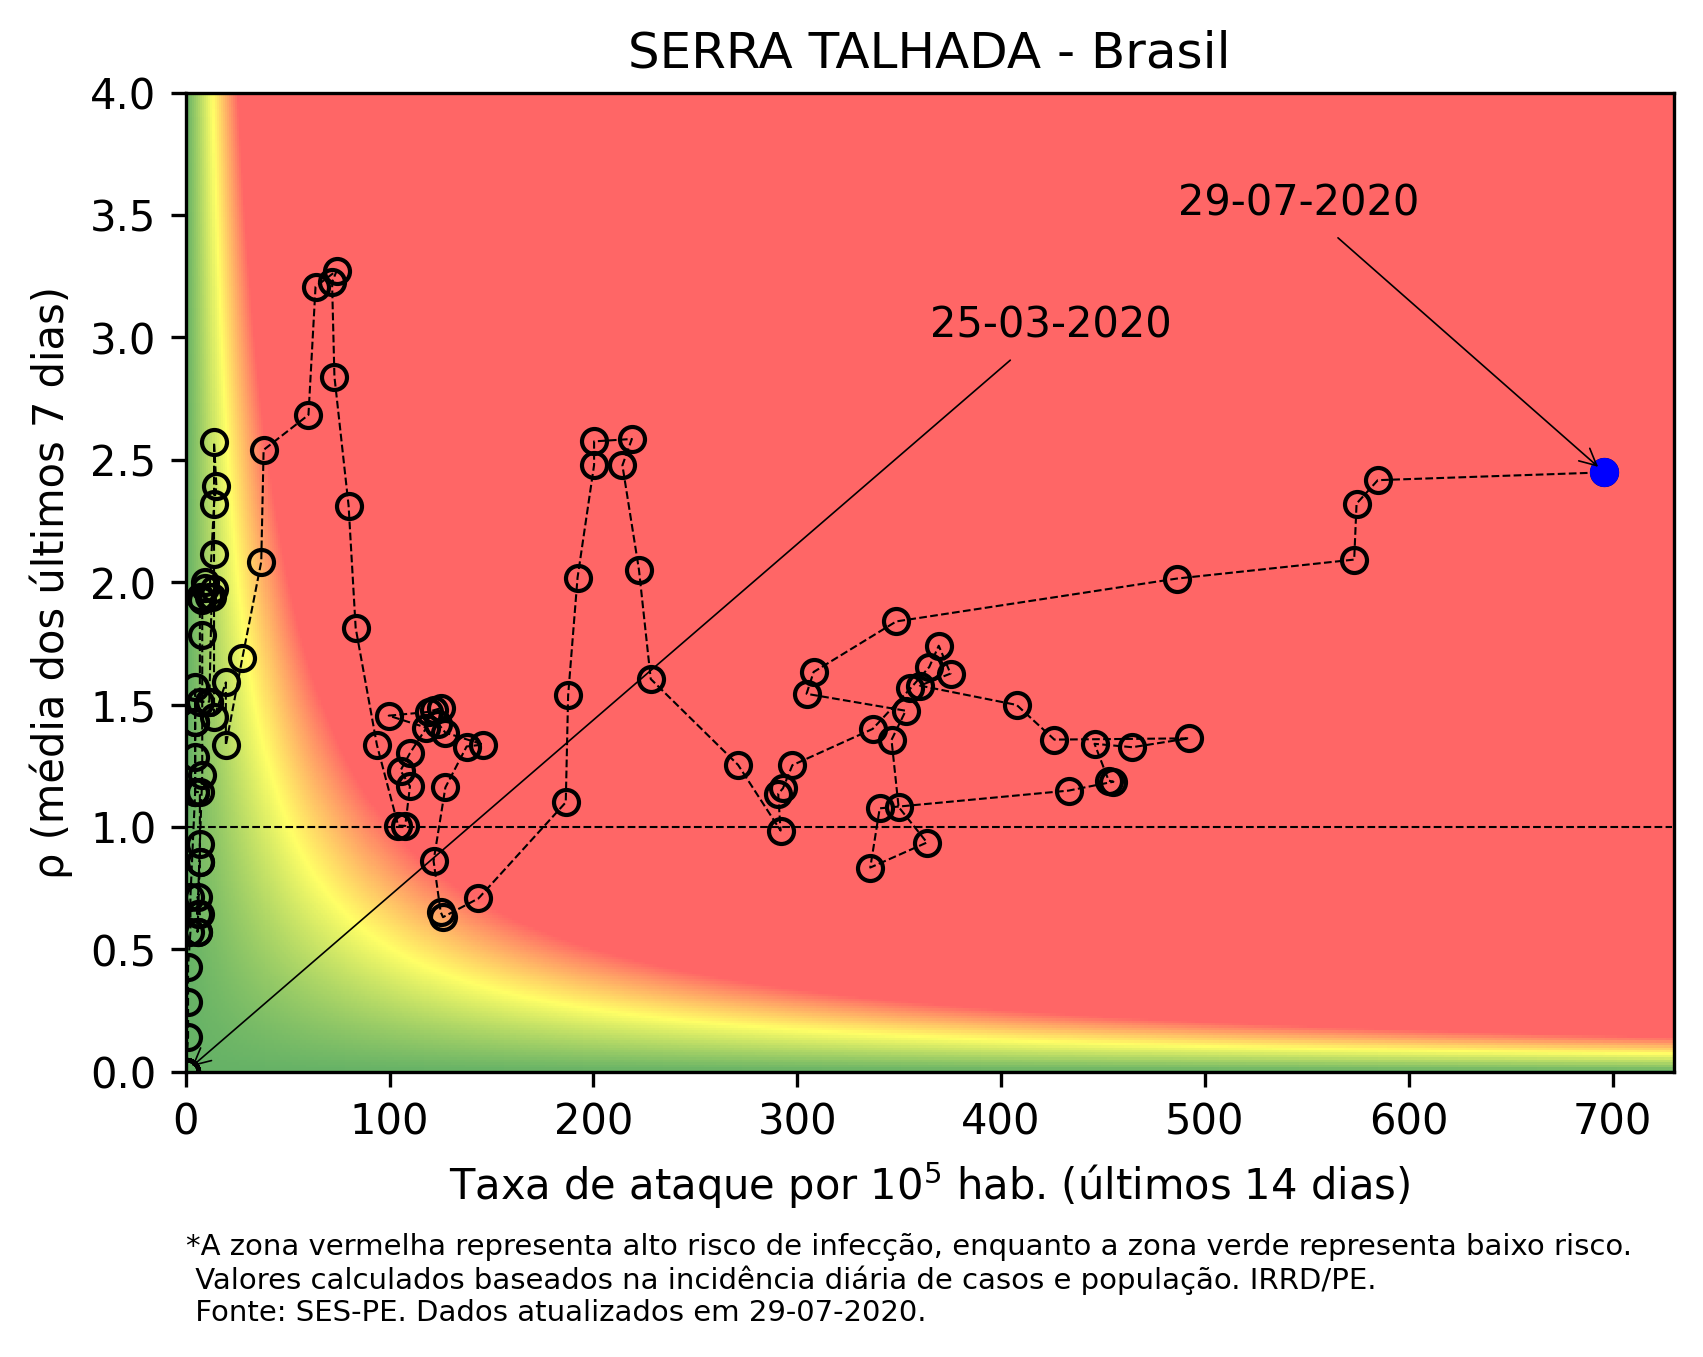 SERRA TALHADA - Brasil
4.0
3.5
3.0
2.5
2.0
1.5
1.0
0.5
0.0
ρ (média dos últimos 7 dias)
29-07-2020
25-03-2020
0 100 200 300 400 500 600 700
Taxa de ataque por 10⁵ hab. (últimos 14 dias)
*A zona vermelha representa alto risco de infecção, enquanto a zona verde representa baixo risco.
Valores calculados baseados na incidência diária de casos e população. IRRD/PE.
Fonte: SES-PE. Dados atualizados em 29-07-2020.